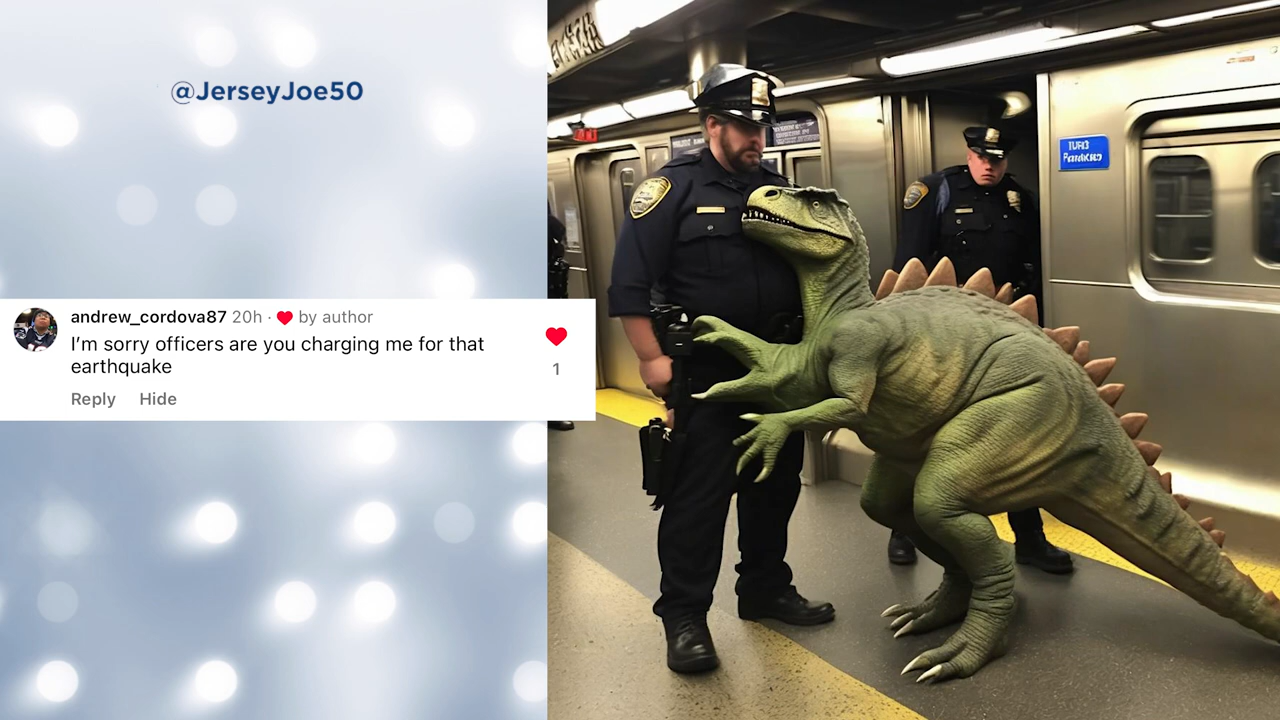 @JerseyJoe50
andrew_cordova87 20h · ❤️ by author
I’m sorry officers are you charging me for that
earthquake
1
Reply Hide